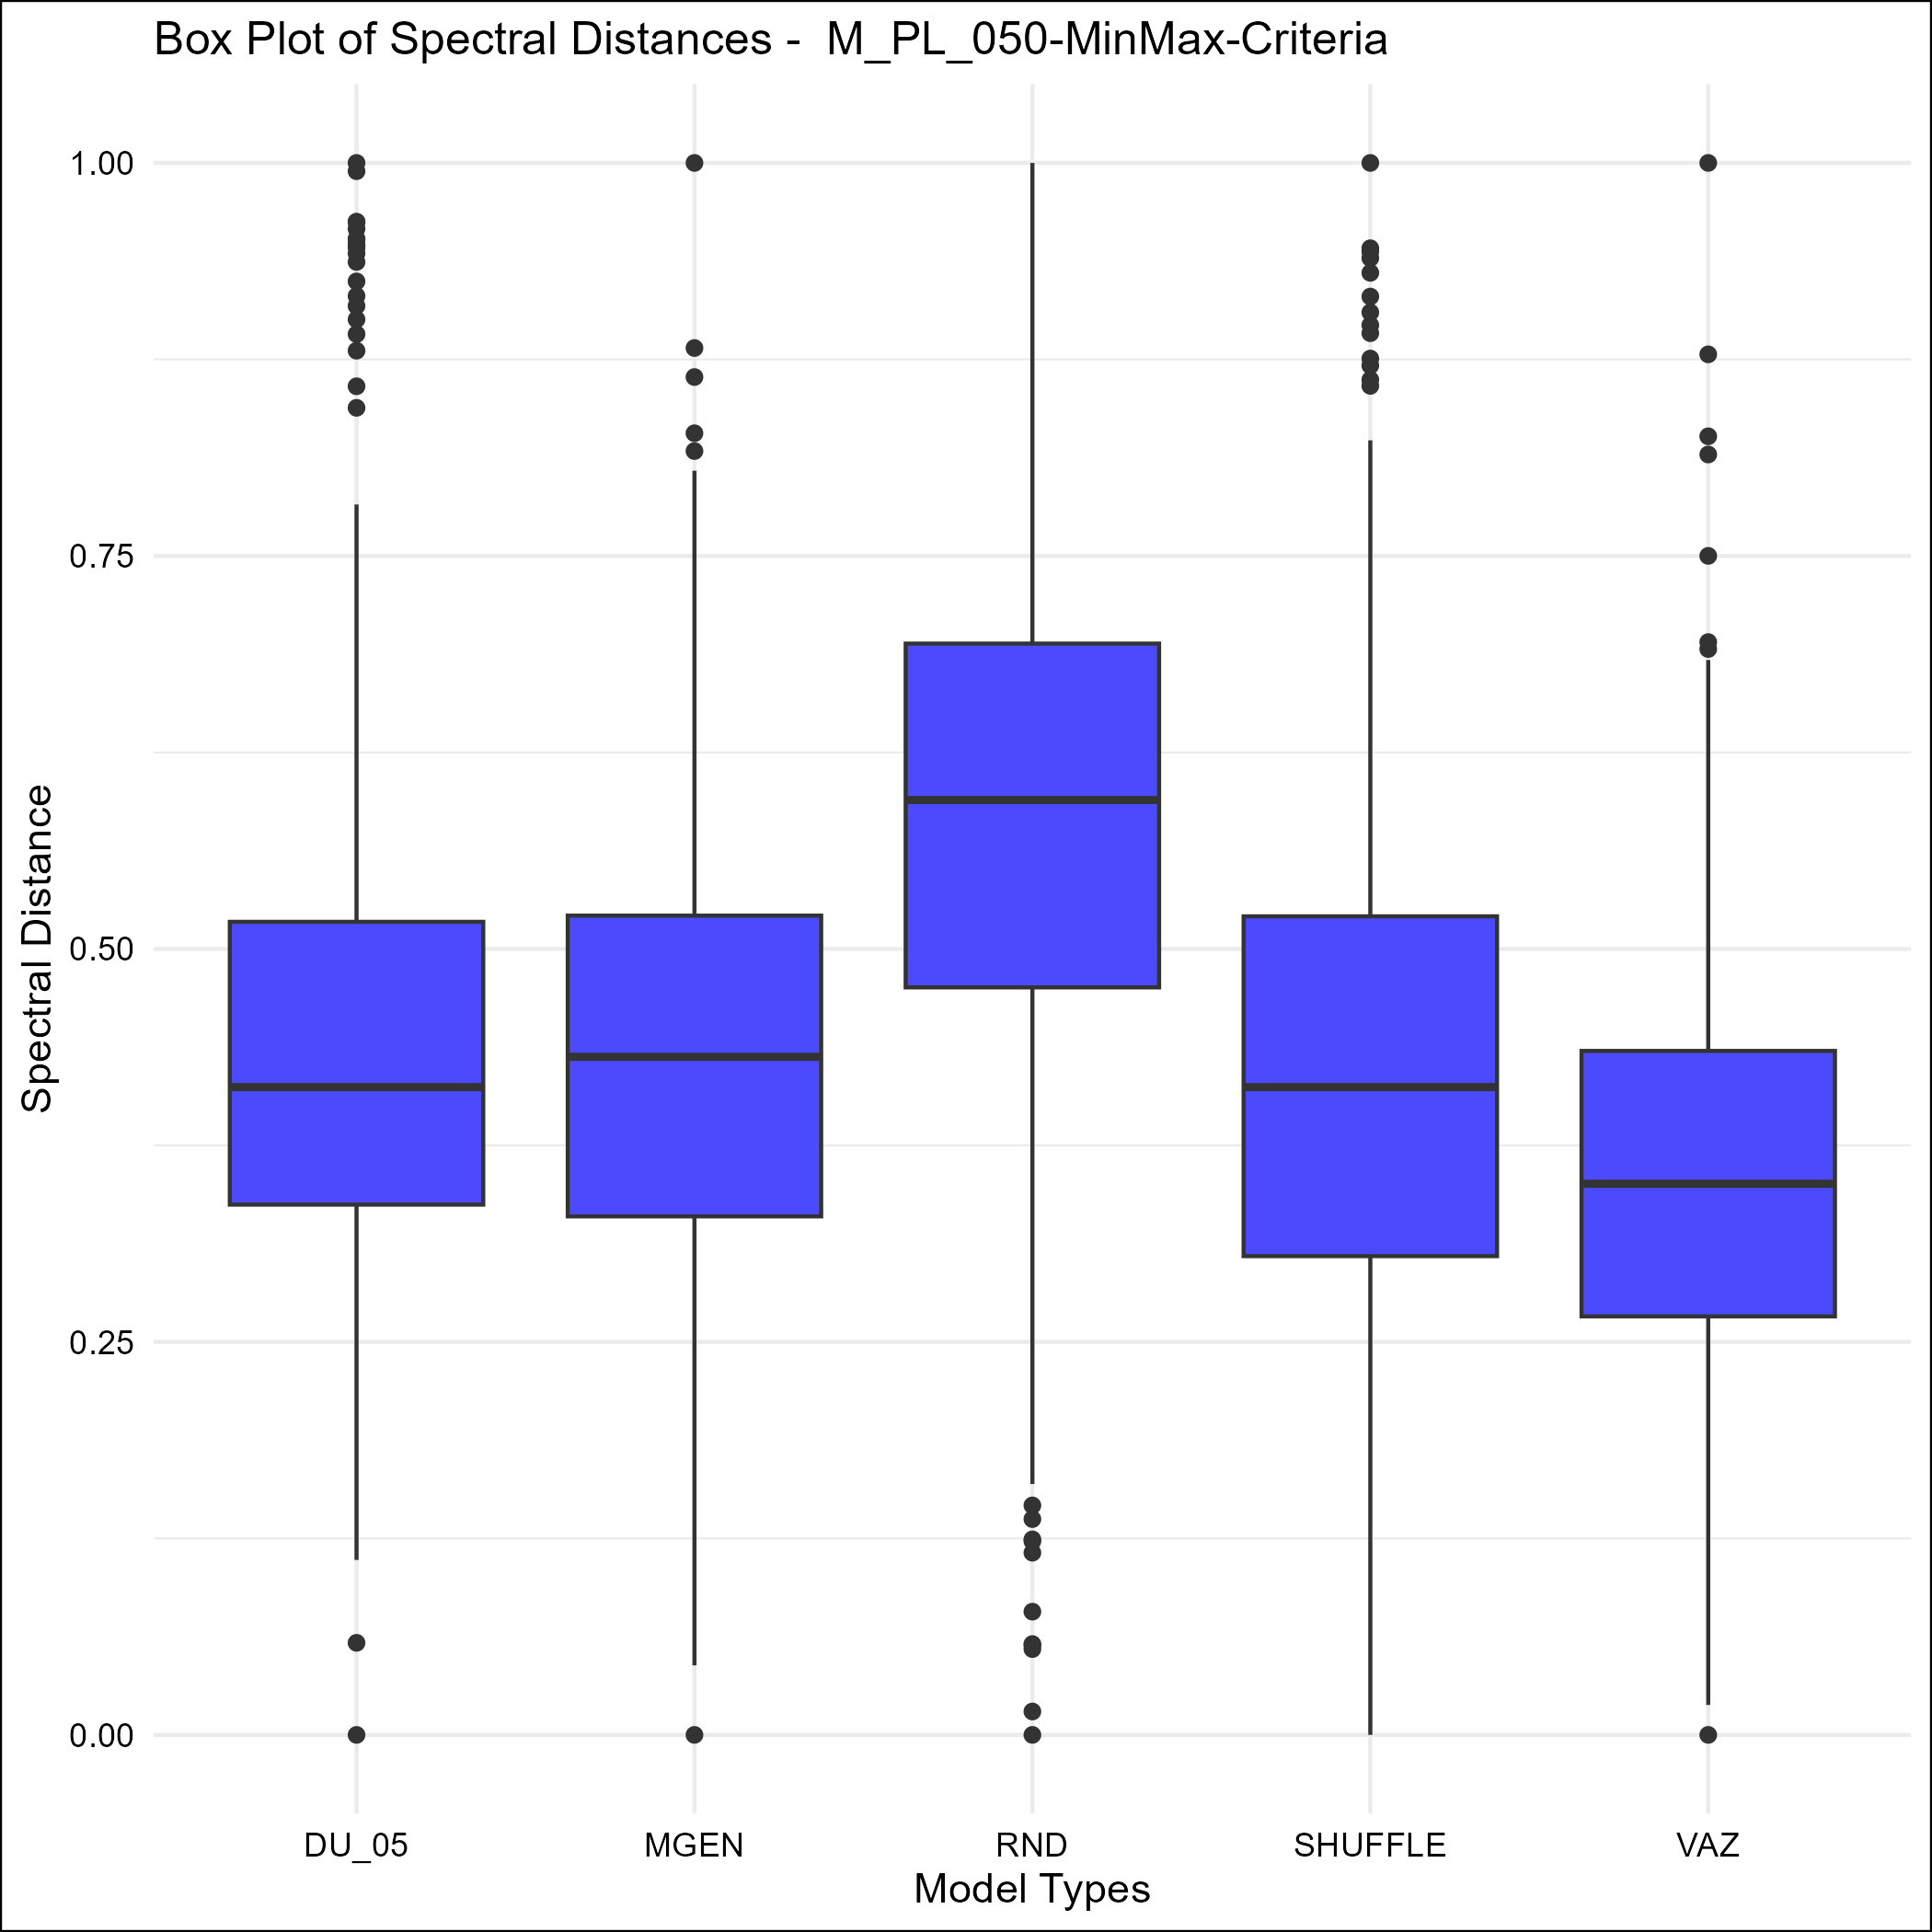 Box Plot of Spectral Distances -  M_PL_050-MinMax-Criteria
1.00
0.75
0.50
0.25
0.00
Spectral Distance
DU_05 MGEN RND SHUFFLE VAZ
Model Types